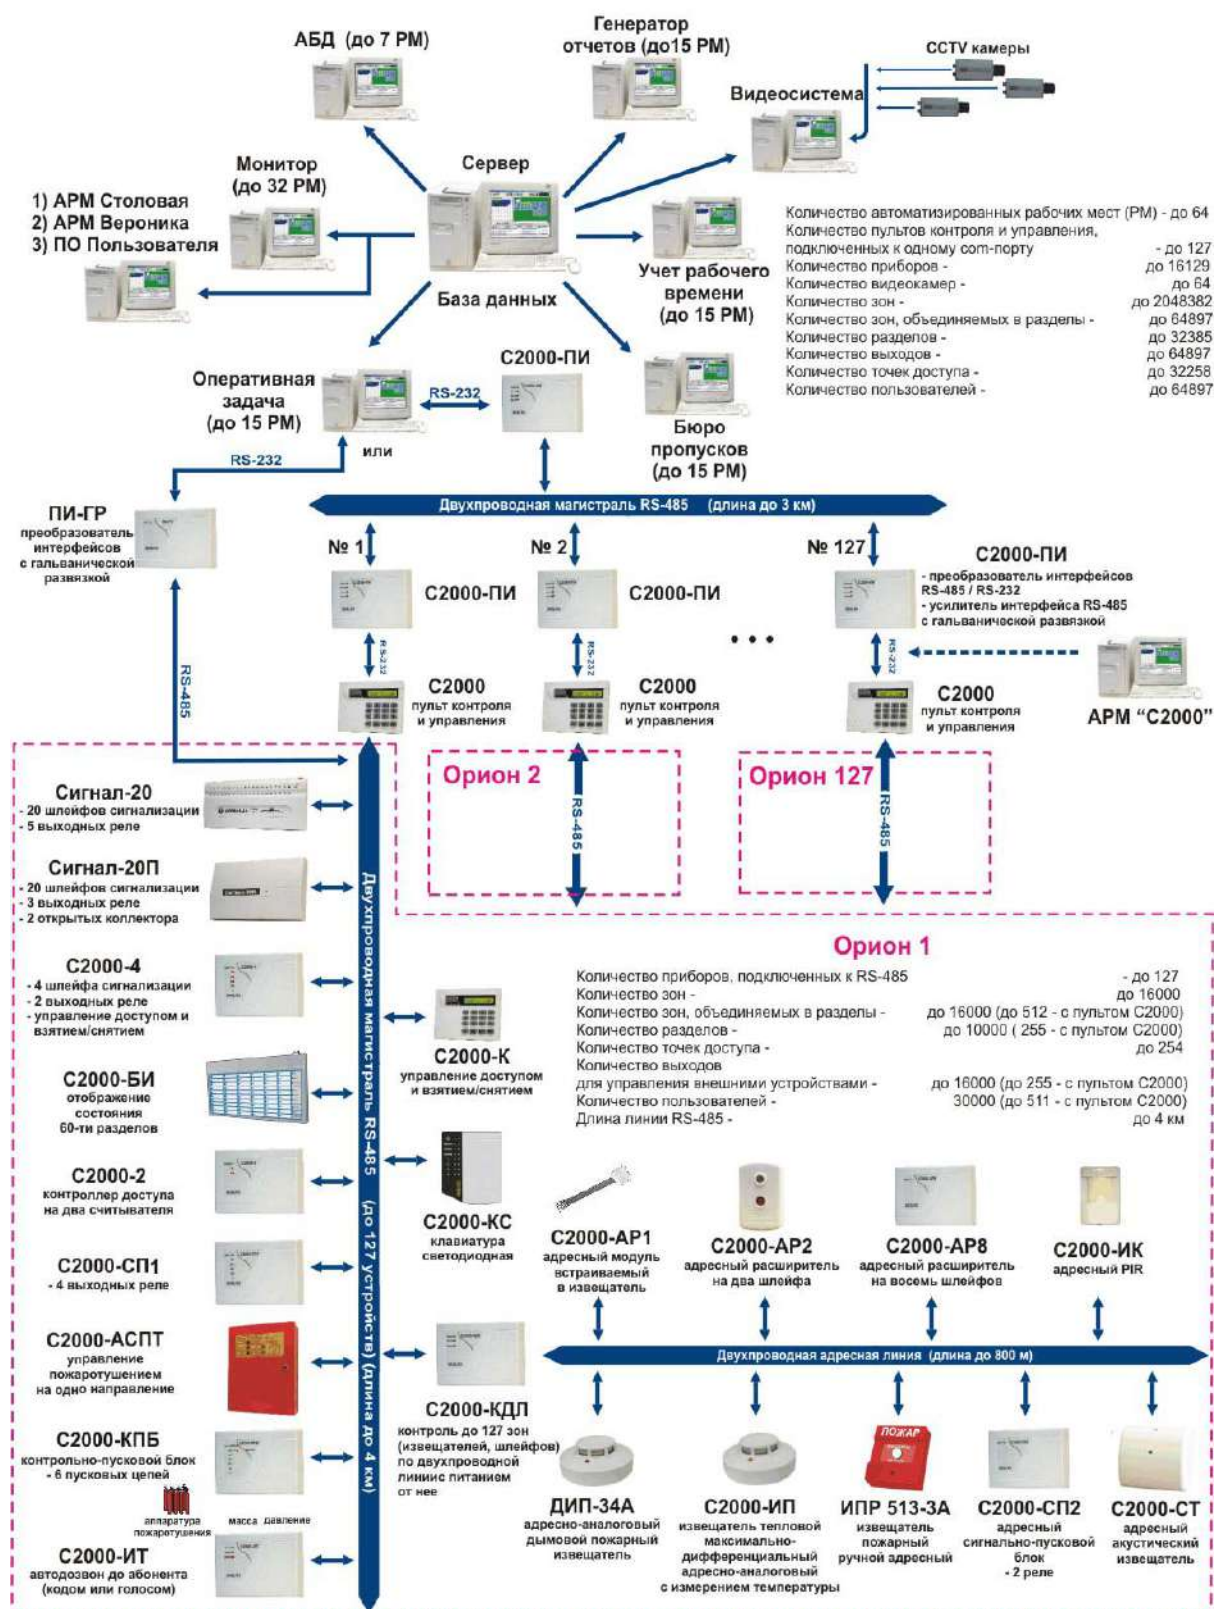 АБД (до 7 РМ)
Генератор
отчетов (до15 РМ)
CCTV камеры
Видеосистема
Монитор
(до 32 РМ)
Сервер
1) АРМ Столовая
2) АРМ Вероника
3) ПО Пользователя
База данных
Учет рабочего
времени
(до 15 РМ)
Количество автоматизированных рабочих мест (РМ) - до 64
Количество пультов контроля и управления,
подключенных к одному com-порту - до 127
Количество приборов - до 16129
Количество видеокамер - до 64
Количество зон - до 2048382
Количество зон, объединяемых в разделы - до 64897
Количество разделов - до 32385
Количество выходов - до 64897
Количество точек доступа - до 32258
Количество пользователей - до 64897
Оперативная
задача
(до 15 РМ)
RS-232
С2000-ПИ
Бюро
пропусков
(до 15 РМ)
или
RS-232
Двухпроводная магистраль RS-485 (длина до 3 км)
ПИ-ГР
преобразователь
интерфейсов
с гальванической
развязкой
RS-485
№ 1
С2000-ПИ
RS-232
С2000
пульт контроля
и управления
№ 2
С2000-ПИ
RS-232
С2000
пульт контроля
и управления
• • •
№ 127
С2000-ПИ
- преобразователь интерфейсов
RS-485 / RS-232
- усилитель интерфейса RS-485
с гальванической развязкой
RS-232
С2000
пульт контроля
и управления
АРМ “С2000”
Орион 2
RS-485
Орион 127
RS-485
Сигнал-20
- 20 шлейфов сигнализации
- 5 выходных реле
Сигнал-20П
- 20 шлейфов сигнализации
- 3 выходных реле
- 2 открытых коллектора
С2000-4
- 4 шлейфа сигнализации
- 2 выходных реле
- управление доступом и
взятием/снятием
С2000-БИ
отображение
состояния
60-ти разделов
С2000-2
контроллер доступа
на два считывателя
С2000-СП1
- 4 выходных реле
С2000-АСПТ
управление
пожаротушением
на одно направление
С2000-КПБ
контрольно-пусковой блок
- 6 пусковых цепей
аппаратура
пожаротушения
масса давление
С2000-ИТ
автодозвон до абонента
(кодом или голосом)
Двухпроводная магистраль RS-485 (до 127 устройств) (длина до 4 км)
С2000-К
управление доступом
и взятием/снятием
С2000-КС
клавиатура
светодиодная
С2000-КДЛ
контроль до 127 зон
(извещателей, шлейфов)
по двухпроводной
линиис питанием
от нее
Орион 1
Количество приборов, подключенных к RS-485 - до 127
Количество зон - до 16000
Количество зон, объединяемых в разделы - до 16000 (до 512 - с пультом С2000)
Количество разделов - до 10000 ( 255 - с пультом С2000)
Количество точек доступа - до 254
Количество выходов
для управления внешними устройствами - до 16000 (до 255 - с пультом С2000)
Количество пользователей - 30000 (до 511 - с пультом С2000)
Длина линии RS-485 - до 4 км
С2000-АР1
адресный модуль
встраиваемый
в извещатель
С2000-АР2
адресный расширитель
на два шлейфа
С2000-АР8
адресный расширитель
на восемь шлейфов
С2000-ИК
адресный PIR
Двухпроводная адресная линия (длина до 800 м)
ДИП-34А
адресно-аналоговый
дымовой пожарный
извещатель
С2000-ИП
извещатель тепловой
максимально-
дифференциальный
адресно-аналоговый
с измерением температуры
ПОЖАР
ИПР 513-3А
извещатель
пожарный
ручной адресный
С2000-СП2
адресный
сигнально-пусковой
блок
- 2 реле
С2000-СТ
адресный
акустический
извещатель